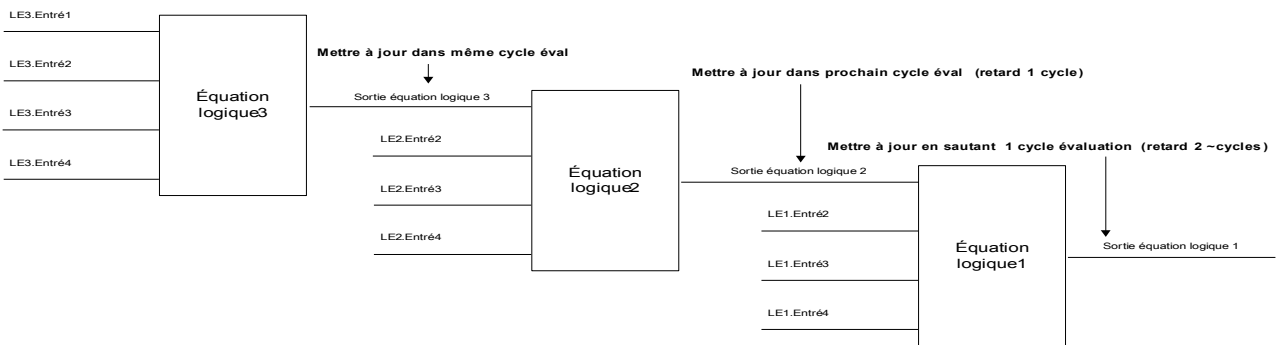 LE3.Entré1
LE3.Entré2
LE3.Entré3
LE3.Entré4
Équation
logique3
Mettre à jour dans même cycle éval
Sortie équation logique 3
LE2.Entré2
LE2.Entré3
LE2.Entré4
Équation
logique2
Mettre à jour dans prochain cycle éval (retard 1 cycle)
Sortie équation logique 2
LE1.Entré2
LE1.Entré3
LE1.Entré4
Équation
logique1
Mettre à jour en sautant 1 cycle évaluation (retard 2 ~cycles)
Sortie équation logique 1